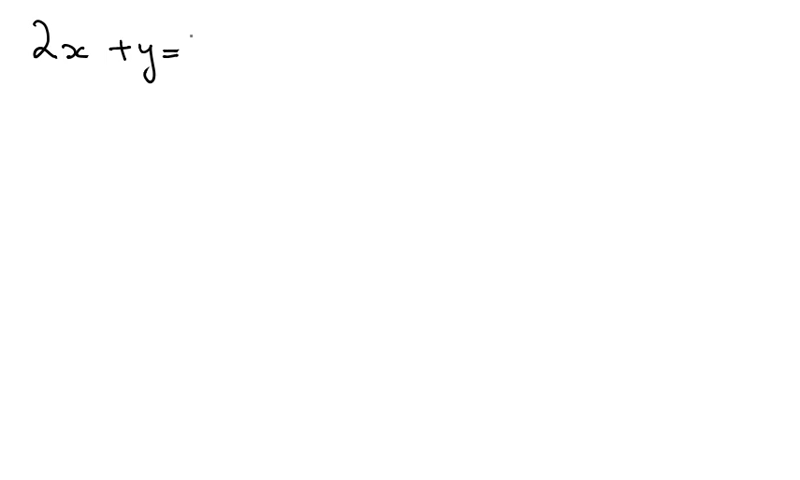 2x + y =